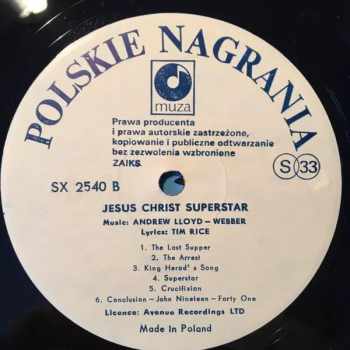 POLSKIE NAGRANIA
muza
Prawa producenta
i prawa autorskie zastrzeżone,
kopiowanie i publiczne odtwarzanie
bez zezwolenia wzbronione
ZAIKS.
S 33
SX 2540 B
JESUS CHRIST SUPERSTAR
Music: ANDREW LLOYD-WEBBER
Lyrics: TIM RICE
1. The Last Supper
2. The Arrest
3. King Herod's Song
4. Superstar
5. Crucifixion
6. Conclusion - John Nineteen - Forty One
Licence: Avenue Recordings LTD
Made in Poland